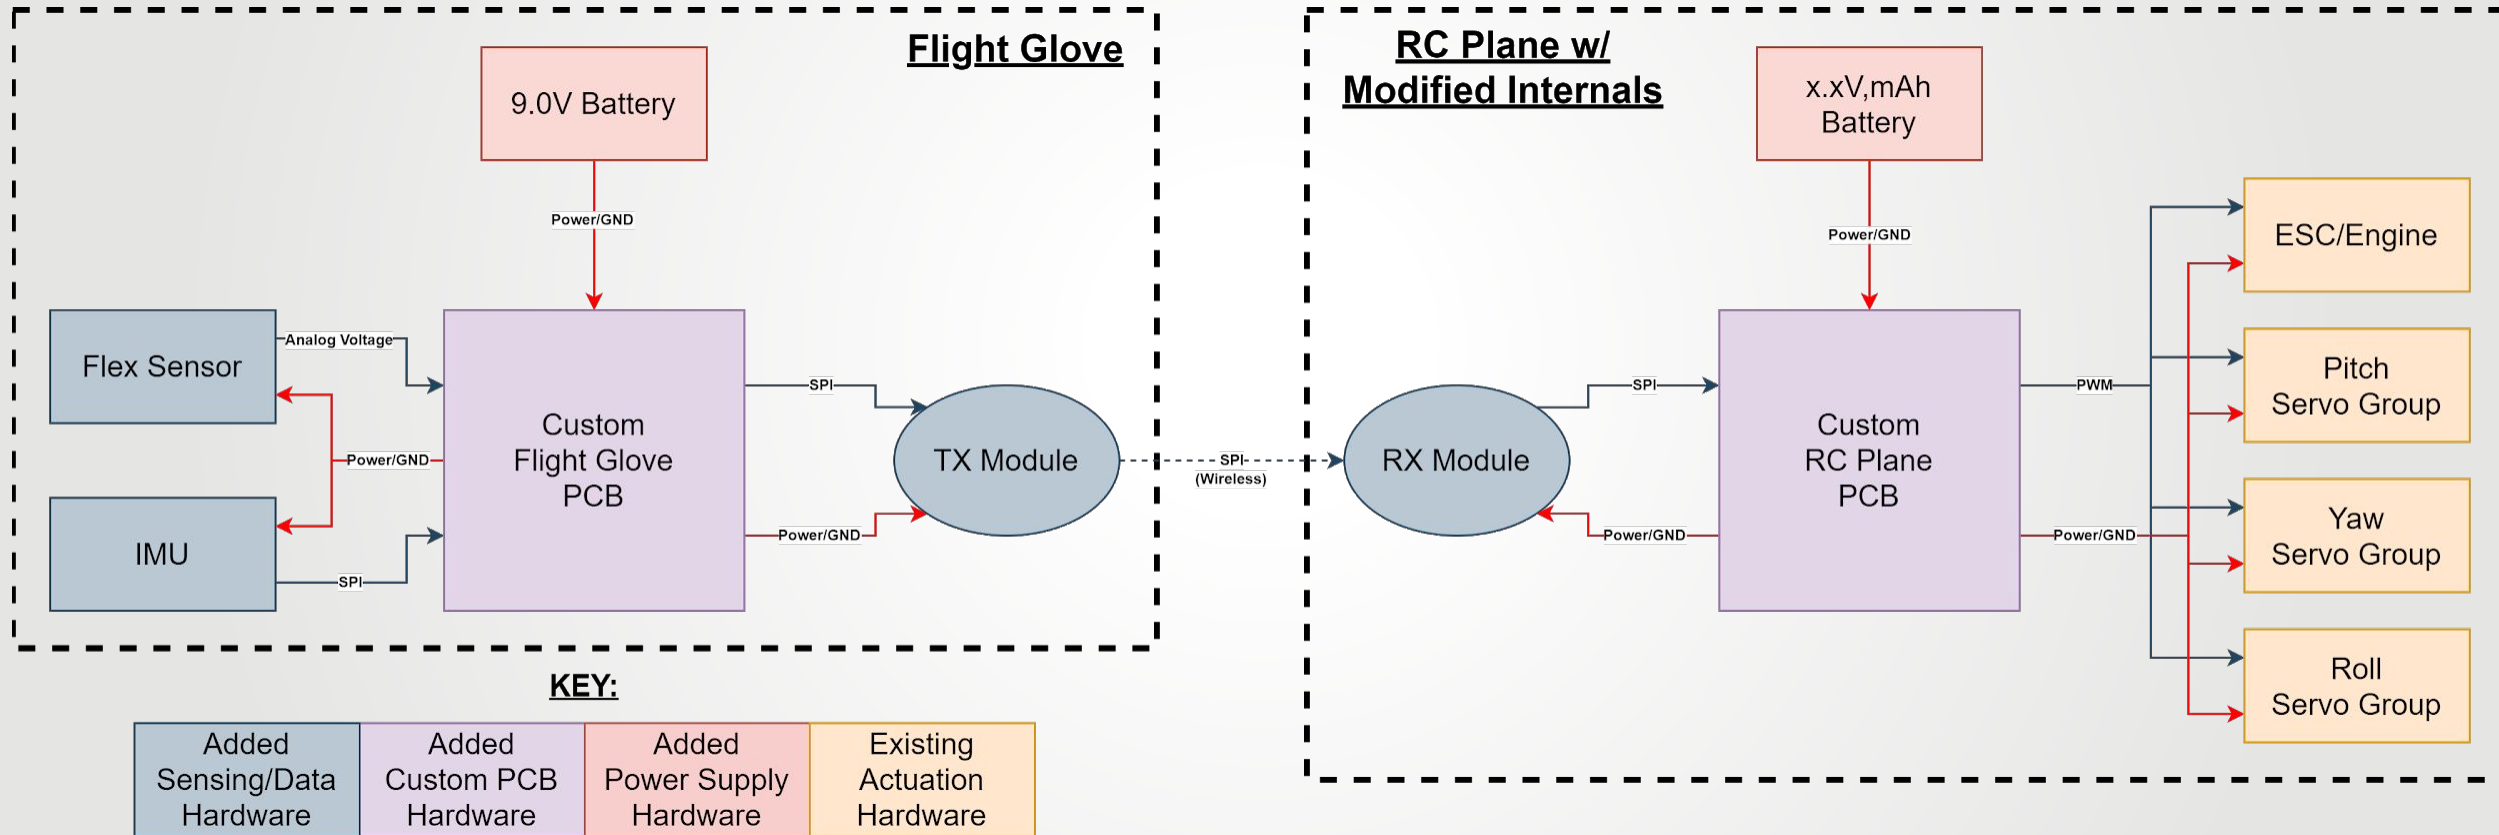 Flight Glove
9.0V Battery
Power/GND
Flex Sensor
Analog Voltage
Power/GND
IMU
SPI
Custom
Flight Glove
PCB
SPI
Power/GND
TX Module
SPI
(Wireless)
RC Plane w/
Modified Internals
x.xV,mAh
Battery
Power/GND
RX Module
SPI
Power/GND
Custom
RC Plane
PCB
PWM
Power/GND
ESC/Engine
Pitch
Servo Group
Yaw
Servo Group
Roll
Servo Group
KEY:
Added
Sensing/Data
Hardware
Added
Custom PCB
Hardware
Added
Power Supply
Hardware
Existing
Actuation
Hardware